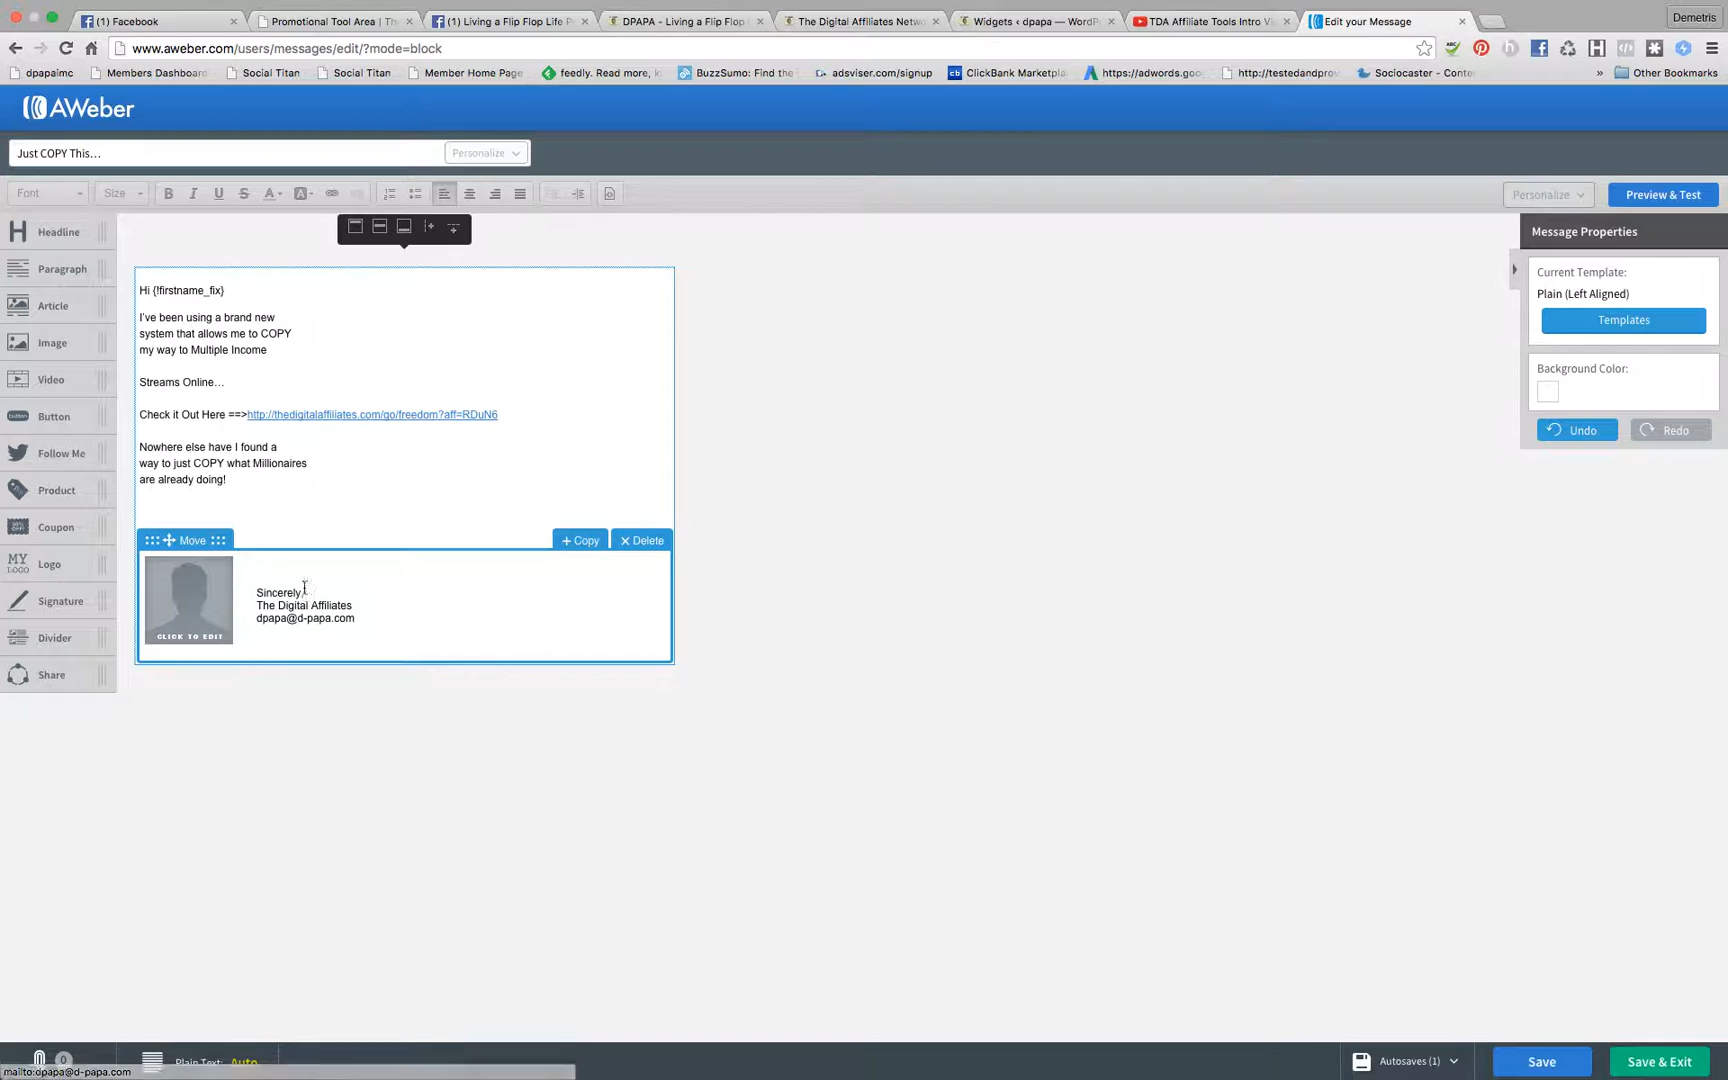 (1) Facebook
Promotional Tool Area | Th
(1) Living a Flip Flop Life P
DPAPA - Living a Flip Flop
The Digital Affiliates Netw
Widgets ‹ dpapa — WordP
TDA Affiliate Tools Intro Vi
Edit your Message
Demetris
www.aweber.com/users/messages/edit/?mode=block
dpapaimc
Members Dashboard
Social Titan
Social Titan
Member Home Page
feedly. Read more, k
BuzzSumo: Find the
adsviser.com/signup
ClickBank Marketpla
https://adwords.goo
http://testedandprov
Sociocaster - Conte
»
Other Bookmarks
AWeber
Just COPY This...
Personalize
Font
Size
B I U S A A
Personalize
Preview & Test
Headline
Paragraph
Article
Image
Video
Button
Follow Me
Product
Coupon
MY LOGO Logo
Signature
Divider
Share
Hi {!firstname_fix}
I've been using a brand new
system that allows me to COPY
my way to Multiple Income
Streams Online...
Check it Out Here ==>http://thedigitalaffiliates.com/go/freedom?aff=RDuN6
Nowhere else have I found a
way to just COPY what Millionaires
are already doing!
Move
+ Copy
Delete
CLICK TO EDIT
Sincerely,
The Digital Affiliates
dpapa@d-papa.com
Message Properties
Current Template:
Plain (Left Aligned)
Templates
Background Color:
Undo
Redo
0
Plain Text: Auto
mailto:dpapa@d-papa.com
Autosaves (1)
Save
Save & Exit